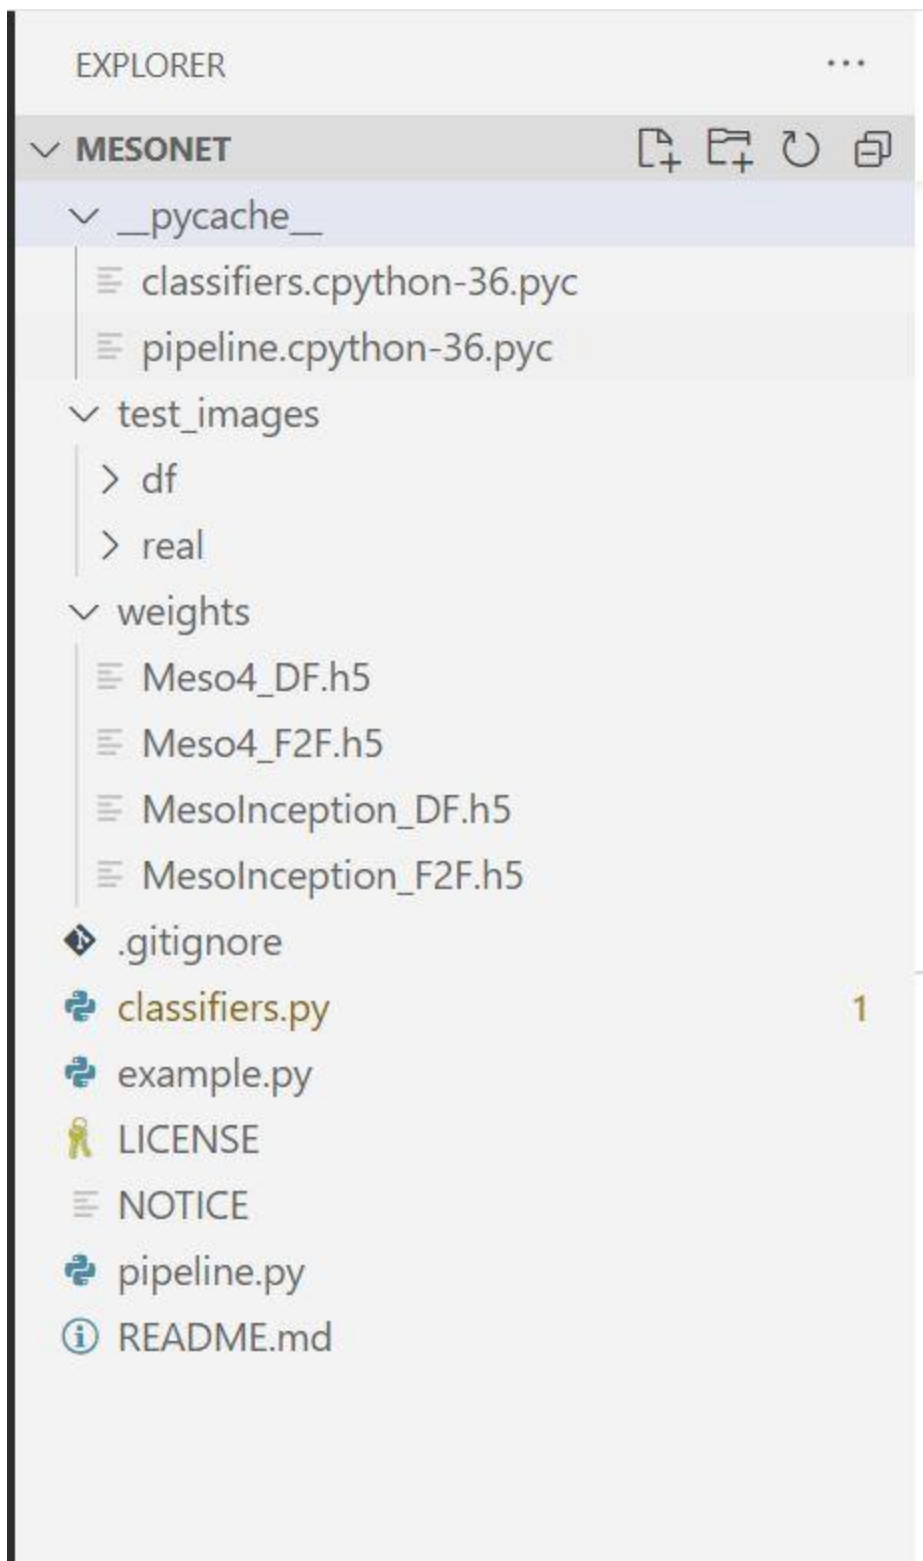 EXPLORER
MESONET
__pycache__
classifiers.cpython-36.pyc
pipeline.cpython-36.pyc
test_images
df
real
weights
Meso4_DF.h5
Meso4_F2F.h5
MesoInception_DF.h5
MesoInception_F2F.h5
.gitignore
classifiers.py 1
example.py
LICENSE
NOTICE
pipeline.py
README.md